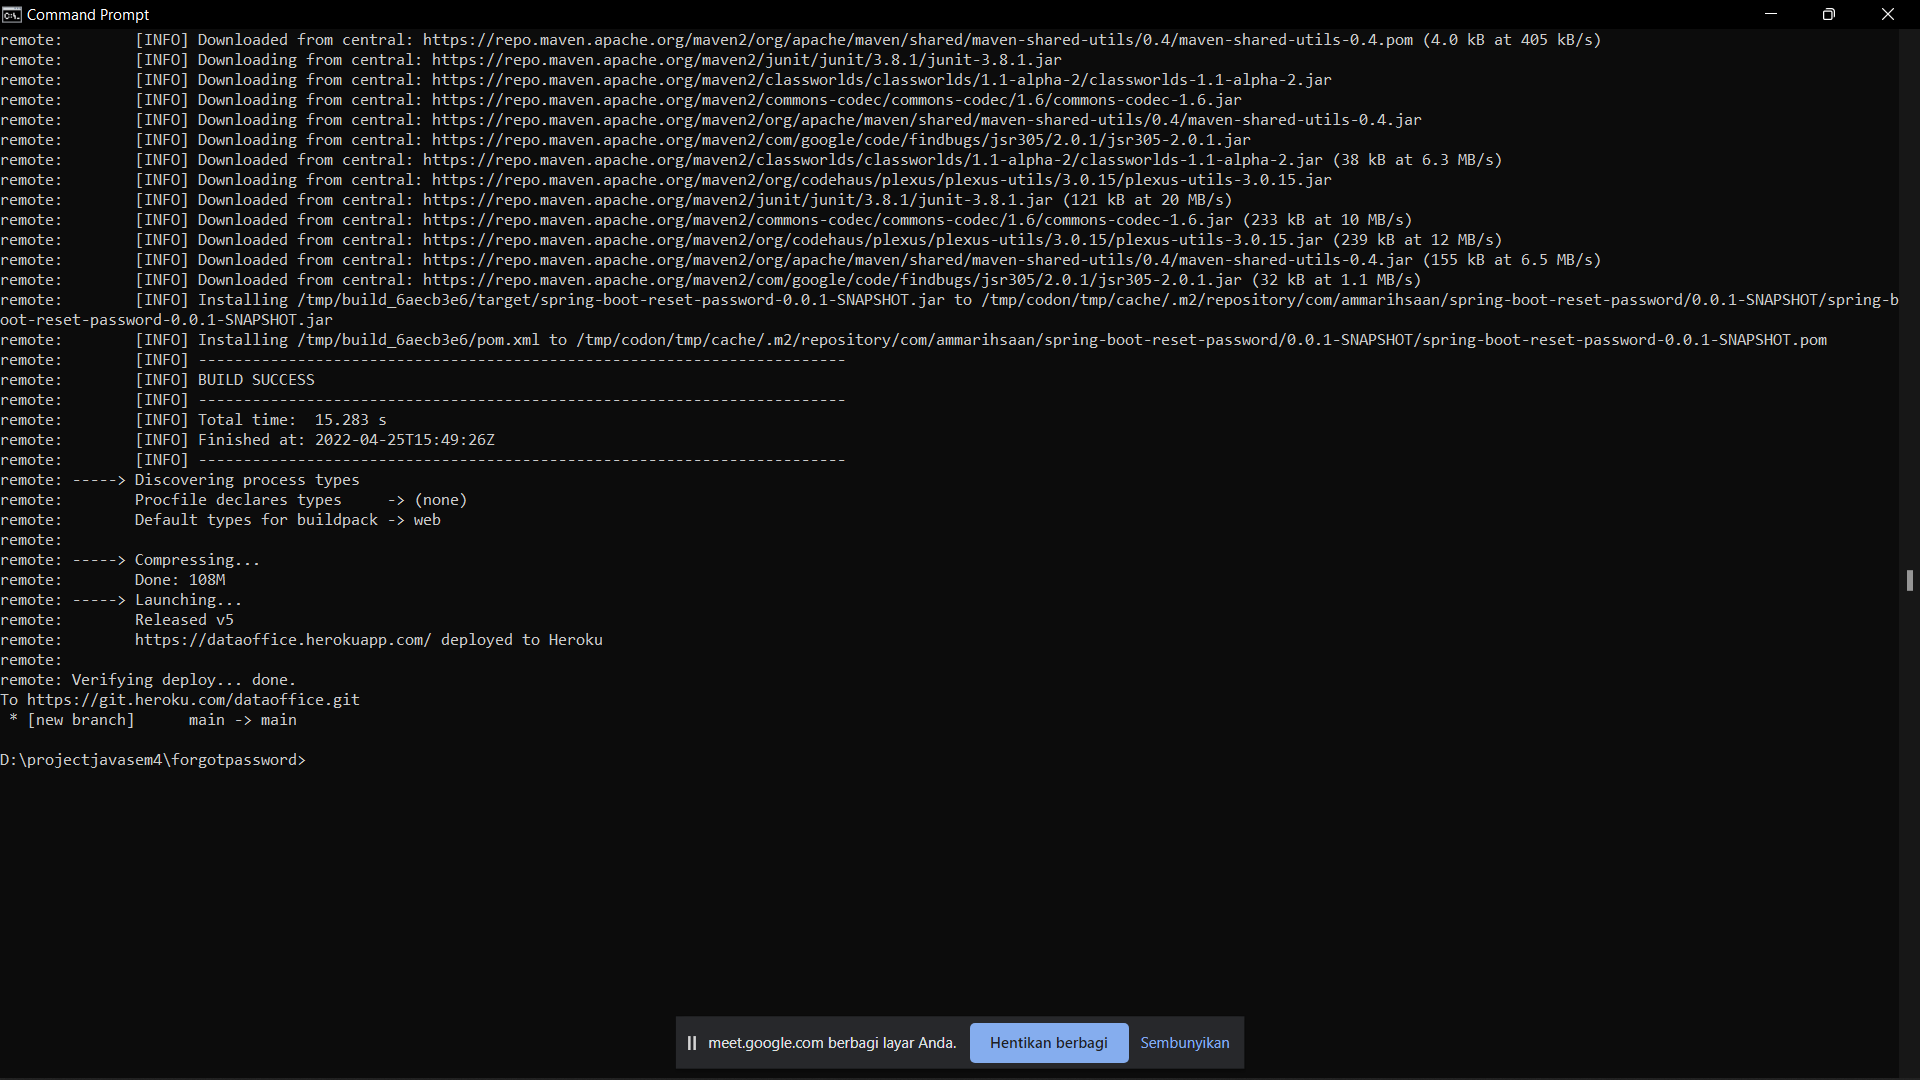 Command Prompt
remote:        [INFO] Downloaded from central: https://repo.maven.apache.org/maven2/org/apache/maven/shared/maven-shared-utils/0.4/maven-shared-utils-0.4.pom (4.0 kB at 405 kB/s)
remote:        [INFO] Downloading from central: https://repo.maven.apache.org/maven2/junit/junit/3.8.1/junit-3.8.1.jar
remote:        [INFO] Downloading from central: https://repo.maven.apache.org/maven2/classworlds/classworlds/1.1-alpha-2/classworlds-1.1-alpha-2.jar
remote:        [INFO] Downloading from central: https://repo.maven.apache.org/maven2/commons-codec/commons-codec/1.6/commons-codec-1.6.jar
remote:        [INFO] Downloading from central: https://repo.maven.apache.org/maven2/org/apache/maven/shared/maven-shared-utils/0.4/maven-shared-utils-0.4.jar
remote:        [INFO] Downloading from central: https://repo.maven.apache.org/maven2/com/google/code/findbugs/jsr305/2.0.1/jsr305-2.0.1.jar
remote:        [INFO] Downloaded from central: https://repo.maven.apache.org/maven2/classworlds/classworlds/1.1-alpha-2/classworlds-1.1-alpha-2.jar (38 kB at 6.3 MB/s)
remote:        [INFO] Downloading from central: https://repo.maven.apache.org/maven2/org/codehaus/plexus/plexus-utils/3.0.15/plexus-utils-3.0.15.jar
remote:        [INFO] Downloaded from central: https://repo.maven.apache.org/maven2/junit/junit/3.8.1/junit-3.8.1.jar (121 kB at 20 MB/s)
remote:        [INFO] Downloaded from central: https://repo.maven.apache.org/maven2/commons-codec/commons-codec/1.6/commons-codec-1.6.jar (233 kB at 10 MB/s)
remote:        [INFO] Downloaded from central: https://repo.maven.apache.org/maven2/org/codehaus/plexus/plexus-utils/3.0.15/plexus-utils-3.0.15.jar (239 kB at 12 MB/s)
remote:        [INFO] Downloaded from central: https://repo.maven.apache.org/maven2/org/apache/maven/shared/maven-shared-utils/0.4/maven-shared-utils-0.4.jar (155 kB at 6.5 MB/s)
remote:        [INFO] Downloaded from central: https://repo.maven.apache.org/maven2/com/google/code/findbugs/jsr305/2.0.1/jsr305-2.0.1.jar (32 kB at 1.1 MB/s)
remote:        [INFO] Installing /tmp/build_6aecb3e6/target/spring-boot-reset-password-0.0.1-SNAPSHOT.jar to /tmp/codon/tmp/cache/.m2/repository/com/ammarihsaan/spring-boot-reset-password/0.0.1-SNAPSHOT/spring-b
oot-reset-password-0.0.1-SNAPSHOT.jar
remote:        [INFO] Installing /tmp/build_6aecb3e6/pom.xml to /tmp/codon/tmp/cache/.m2/repository/com/ammarihsaan/spring-boot-reset-password/0.0.1-SNAPSHOT/spring-boot-reset-password-0.0.1-SNAPSHOT.pom
remote:        [INFO] ------------------------------------------------------------------------
remote:        [INFO] BUILD SUCCESS
remote:        [INFO] ------------------------------------------------------------------------
remote:        [INFO] Total time:  15.283 s
remote:        [INFO] Finished at: 2022-04-25T15:49:26Z
remote:        [INFO] ------------------------------------------------------------------------
remote: -----> Discovering process types
remote:        Procfile declares types     -> (none)
remote:        Default types for buildpack -> web
remote:
remote: -----> Compressing...
remote:        Done: 108M
remote: -----> Launching...
remote:        Released v5
remote:        https://dataoffice.herokuapp.com/ deployed to Heroku
remote:
remote: Verifying deploy... done.
To https://git.heroku.com/dataoffice.git
 * [new branch]      main -> main
D:\projectjavasem4\forgotpassword>
meet.google.com berbagi layar Anda. Hentikan berbagi Sembunyikan